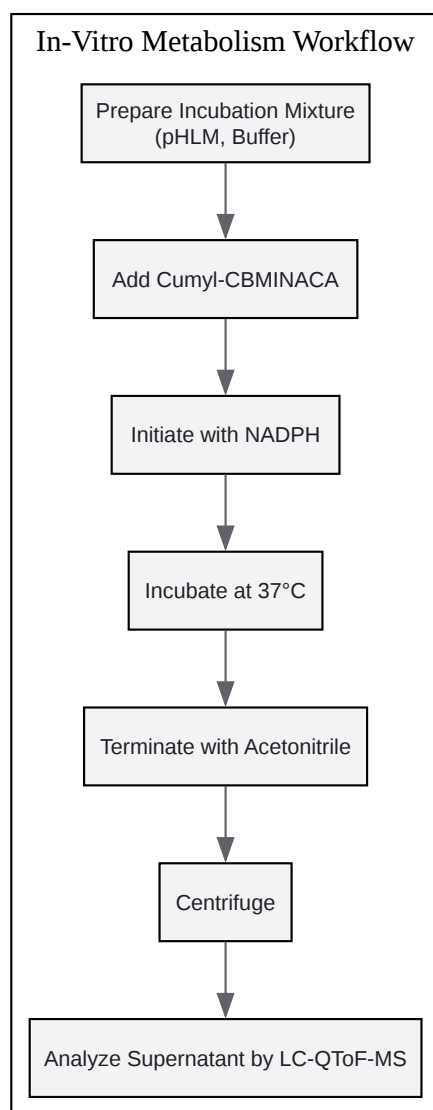 In-Vitro Metabolism Workflow
Prepare Incubation Mixture
(pHLM, Buffer)
Add Cumyl-CBMINACA
Initiate with NADPH
Incubate at 37°C
Terminate with Acetonitrile
Centrifuge
Analyze Supernatant by LC-QToF-MS